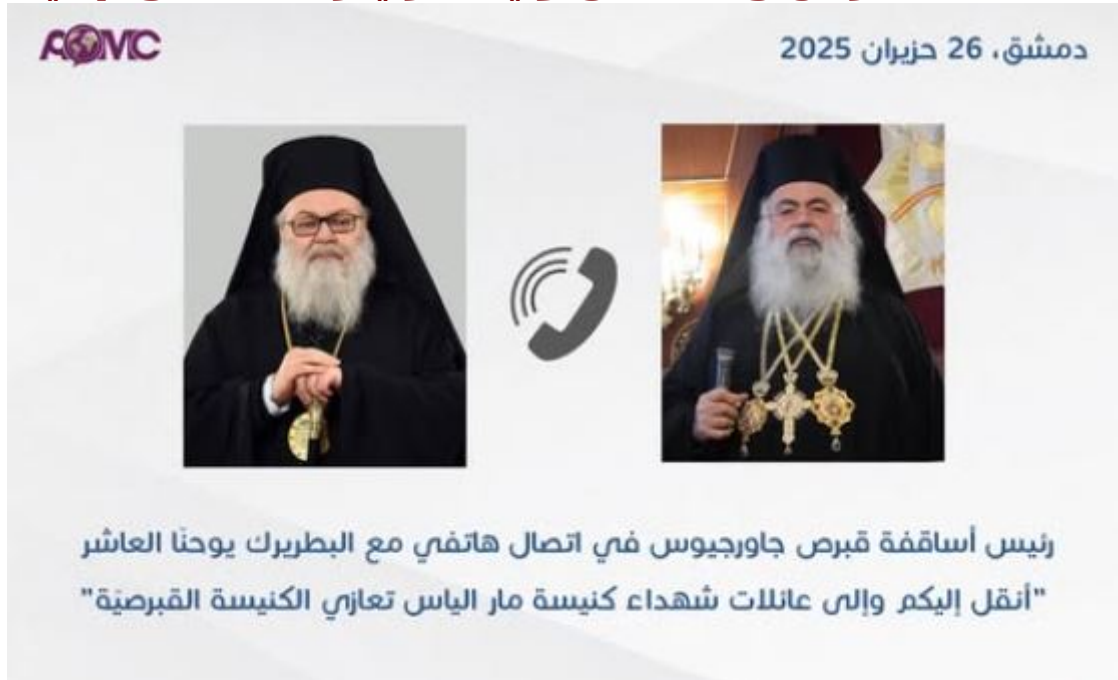 AOMC
دمشق، 26 حزيران 2025
رئيس أساقفة قبرص جاورجيوس في اتصال هاتفي مع البطريرك يوحنّا العاشر
"أنقل إليكم وإلى عائلات شهداء كنيسة مار الياس تعازي الكنيسة القبرصيّة"